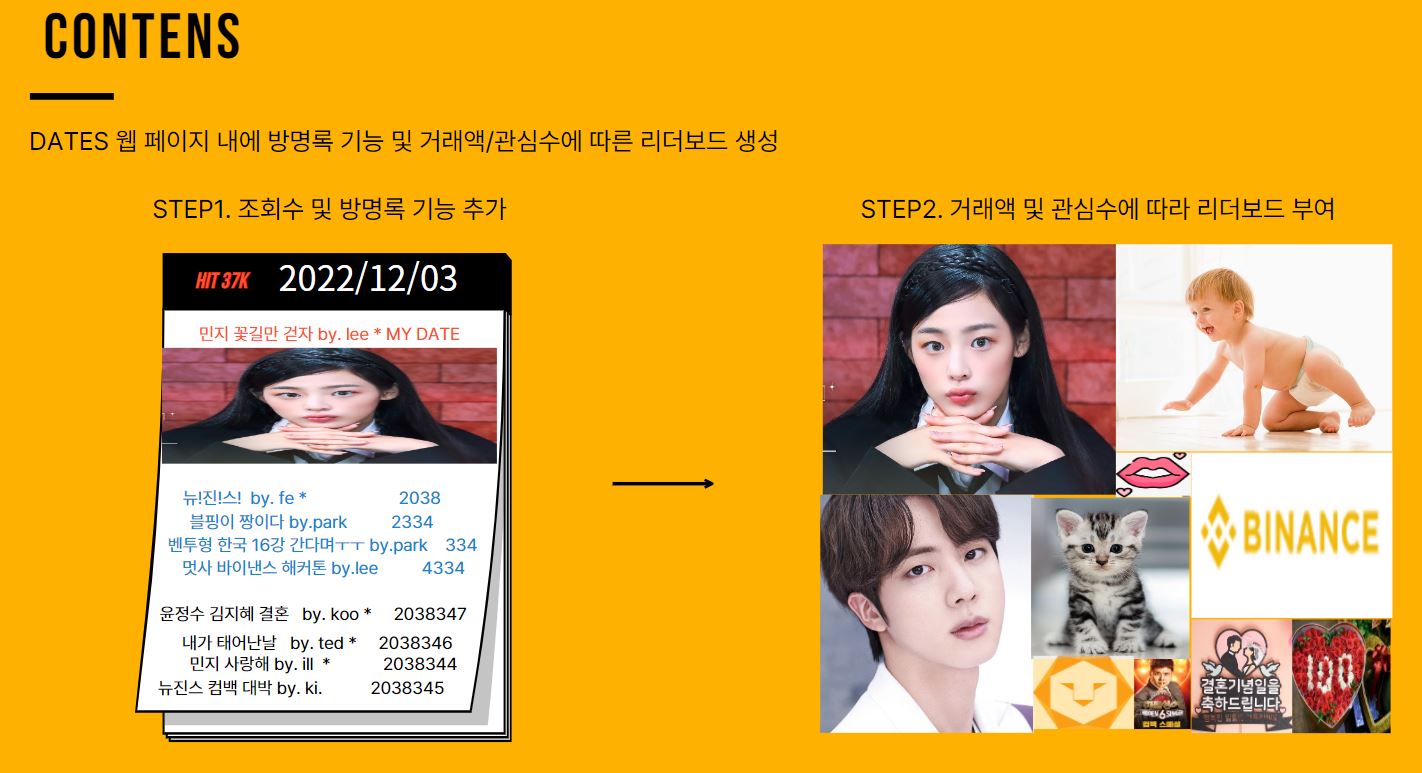 CONTENS
DATES 웹 페이지 내에 방명록 기능 및 거래액/관심수에 따른 리더보드 생성
STEP1. 조회수 및 방명록 기능 추가
HIT 37K 2022/12/03
민지 꽃길만 걷자 by. lee * MY DATE
뉴!진!스! by. fe * 2038
블핑이 짱이다 by.park 2334
벤투형 한국 16강 간다며ㅜㅜ by.park 334
멋사 바이낸스 해커톤 by.lee 4334
윤정수 김지혜 결혼 by. koo * 2038347
내가 태어난날 by. ted * 2038346
민지 사랑해 by. ill * 2038344
뉴진스 컴백 대박 by. ki. 2038345
STEP2. 거래액 및 관심수에 따라 리더보드 부여
BINANCE
결혼기념일을
축하드립니다
100
컴백 스페셜